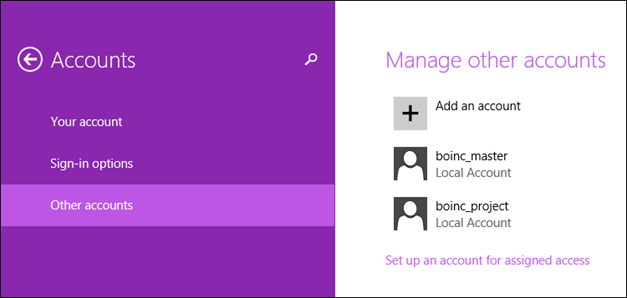 Accounts
Your account
Sign-in options
Other accounts
Manage other accounts
Add an account
boinc_master
Local Account
boinc_project
Local Account
Set up an account for assigned access